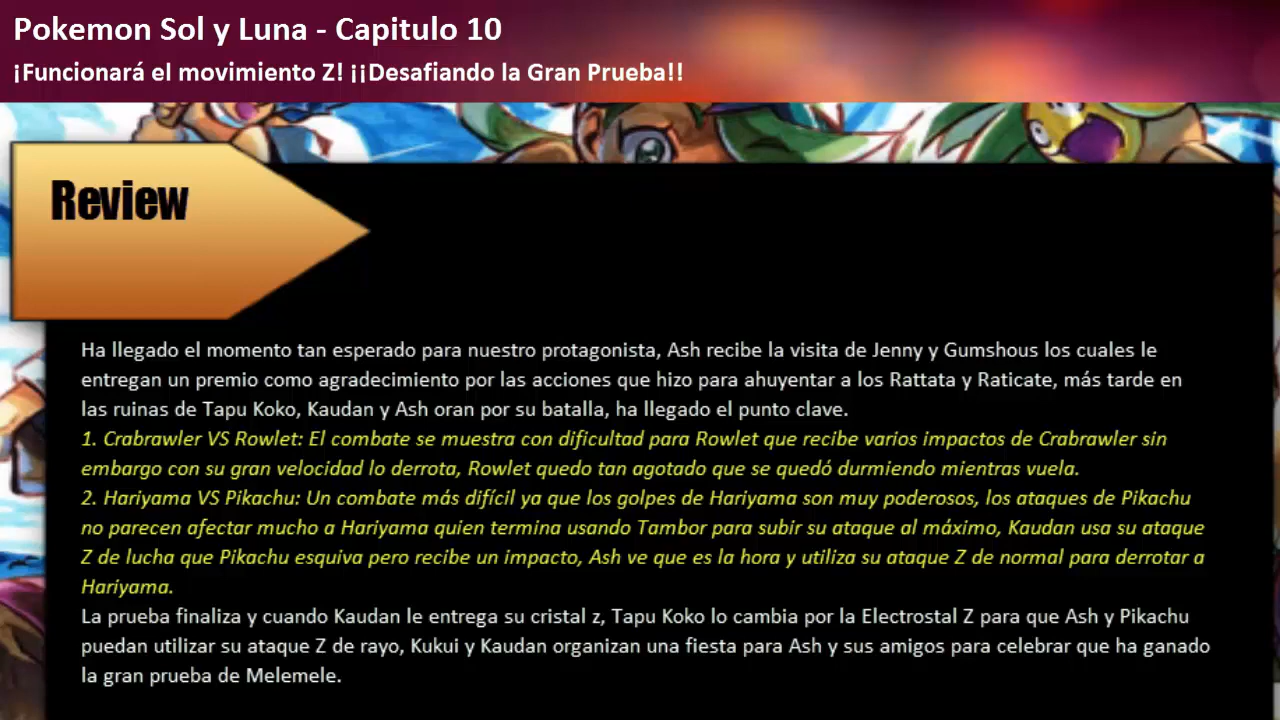 Pokemon Sol y Luna - Capitulo 10
¡Funcionará el movimiento Z! ¡¡Desafiando la Gran Prueba!!
Review
Ha llegado el momento tan esperado para nuestro protagonista, Ash recibe la visita de Jenny y Gumshous los cuales le
entregan un premio como agradecimiento por las acciones que hizo para ahuyentar a los Rattata y Raticate, más tarde en
las ruinas de Tapu Koko, Kaudan y Ash oran por su batalla, ha llegado el punto clave.
1. Crabrawler VS Rowlet: El combate se muestra con dificultad para Rowlet que recibe varios impactos de Crabrawler sin
embargo con su gran velocidad lo derrota, Rowlet quedo tan agotado que se quedó durmiendo mientras vuela.
2. Hariyama VS Pikachu: Un combate más difícil ya que los golpes de Hariyama son muy poderosos, los ataques de Pikachu
no parecen afectar mucho a Hariyama quien termina usando Tambor para subir su ataque al máximo, Kaudan usa su ataque
Z de lucha que Pikachu esquiva pero recibe un impacto, Ash ve que es la hora y utiliza su ataque Z de normal para derrotar a
Hariyama.
La prueba finaliza y cuando Kaudan le entrega su cristal z, Tapu Koko lo cambia por la Electrostal Z para que Ash y Pikachu
puedan utilizar su ataque Z de rayo, Kukui y Kaudan organizan una fiesta para Ash y sus amigos para celebrar que ha ganado
la gran prueba de Melemele.